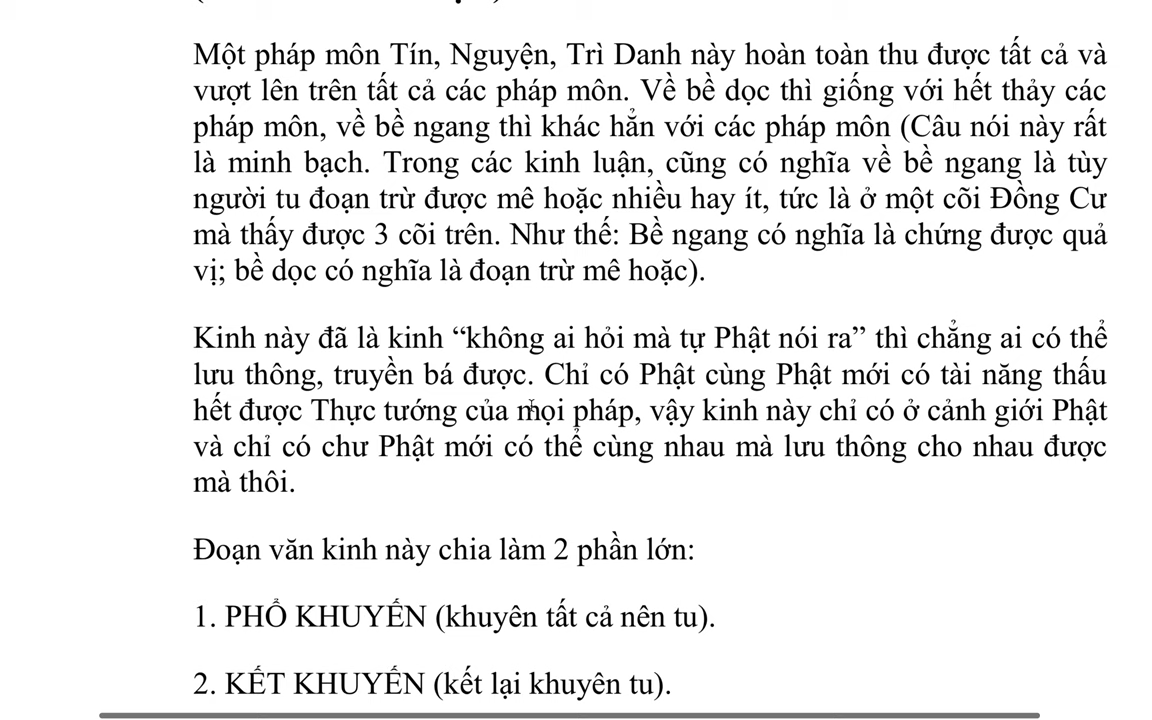 Một pháp môn Tín, Nguyện, Trì Danh này hoàn toàn thu được tất cả và
vượt lên trên tất cả các pháp môn. Về bề dọc thì giống với hết thảy các
pháp môn, về bề ngang thì khác hẳn với các pháp môn (Câu nói này rất
là minh bạch. Trong các kinh luận, cũng có nghĩa về bề ngang là tùy
người tu đoạn trừ được mê hoặc nhiều hay ít, tức là ở một cõi Đồng Cư
mà thấy được 3 cõi trên. Như thế: Bề ngang có nghĩa là chứng được quả
vị; bề dọc có nghĩa là đoạn trừ mê hoặc).
Kinh này đã là kinh “không ai hỏi mà tự Phật nói ra” thì chẳng ai có thể
lưu thông, truyền bá được. Chỉ có Phật cùng Phật mới có tài năng thấu
hết được Thực tướng của mọi pháp, vậy kinh này chỉ có ở cảnh giới Phật
và chỉ có chư Phật mới có thể cùng nhau mà lưu thông cho nhau được
mà thôi.
Đoạn văn kinh này chia làm 2 phần lớn:
1. PHỔ KHUYẾN (khuyên tất cả nên tu).
2. KẾT KHUYẾN (kết lại khuyên tu).